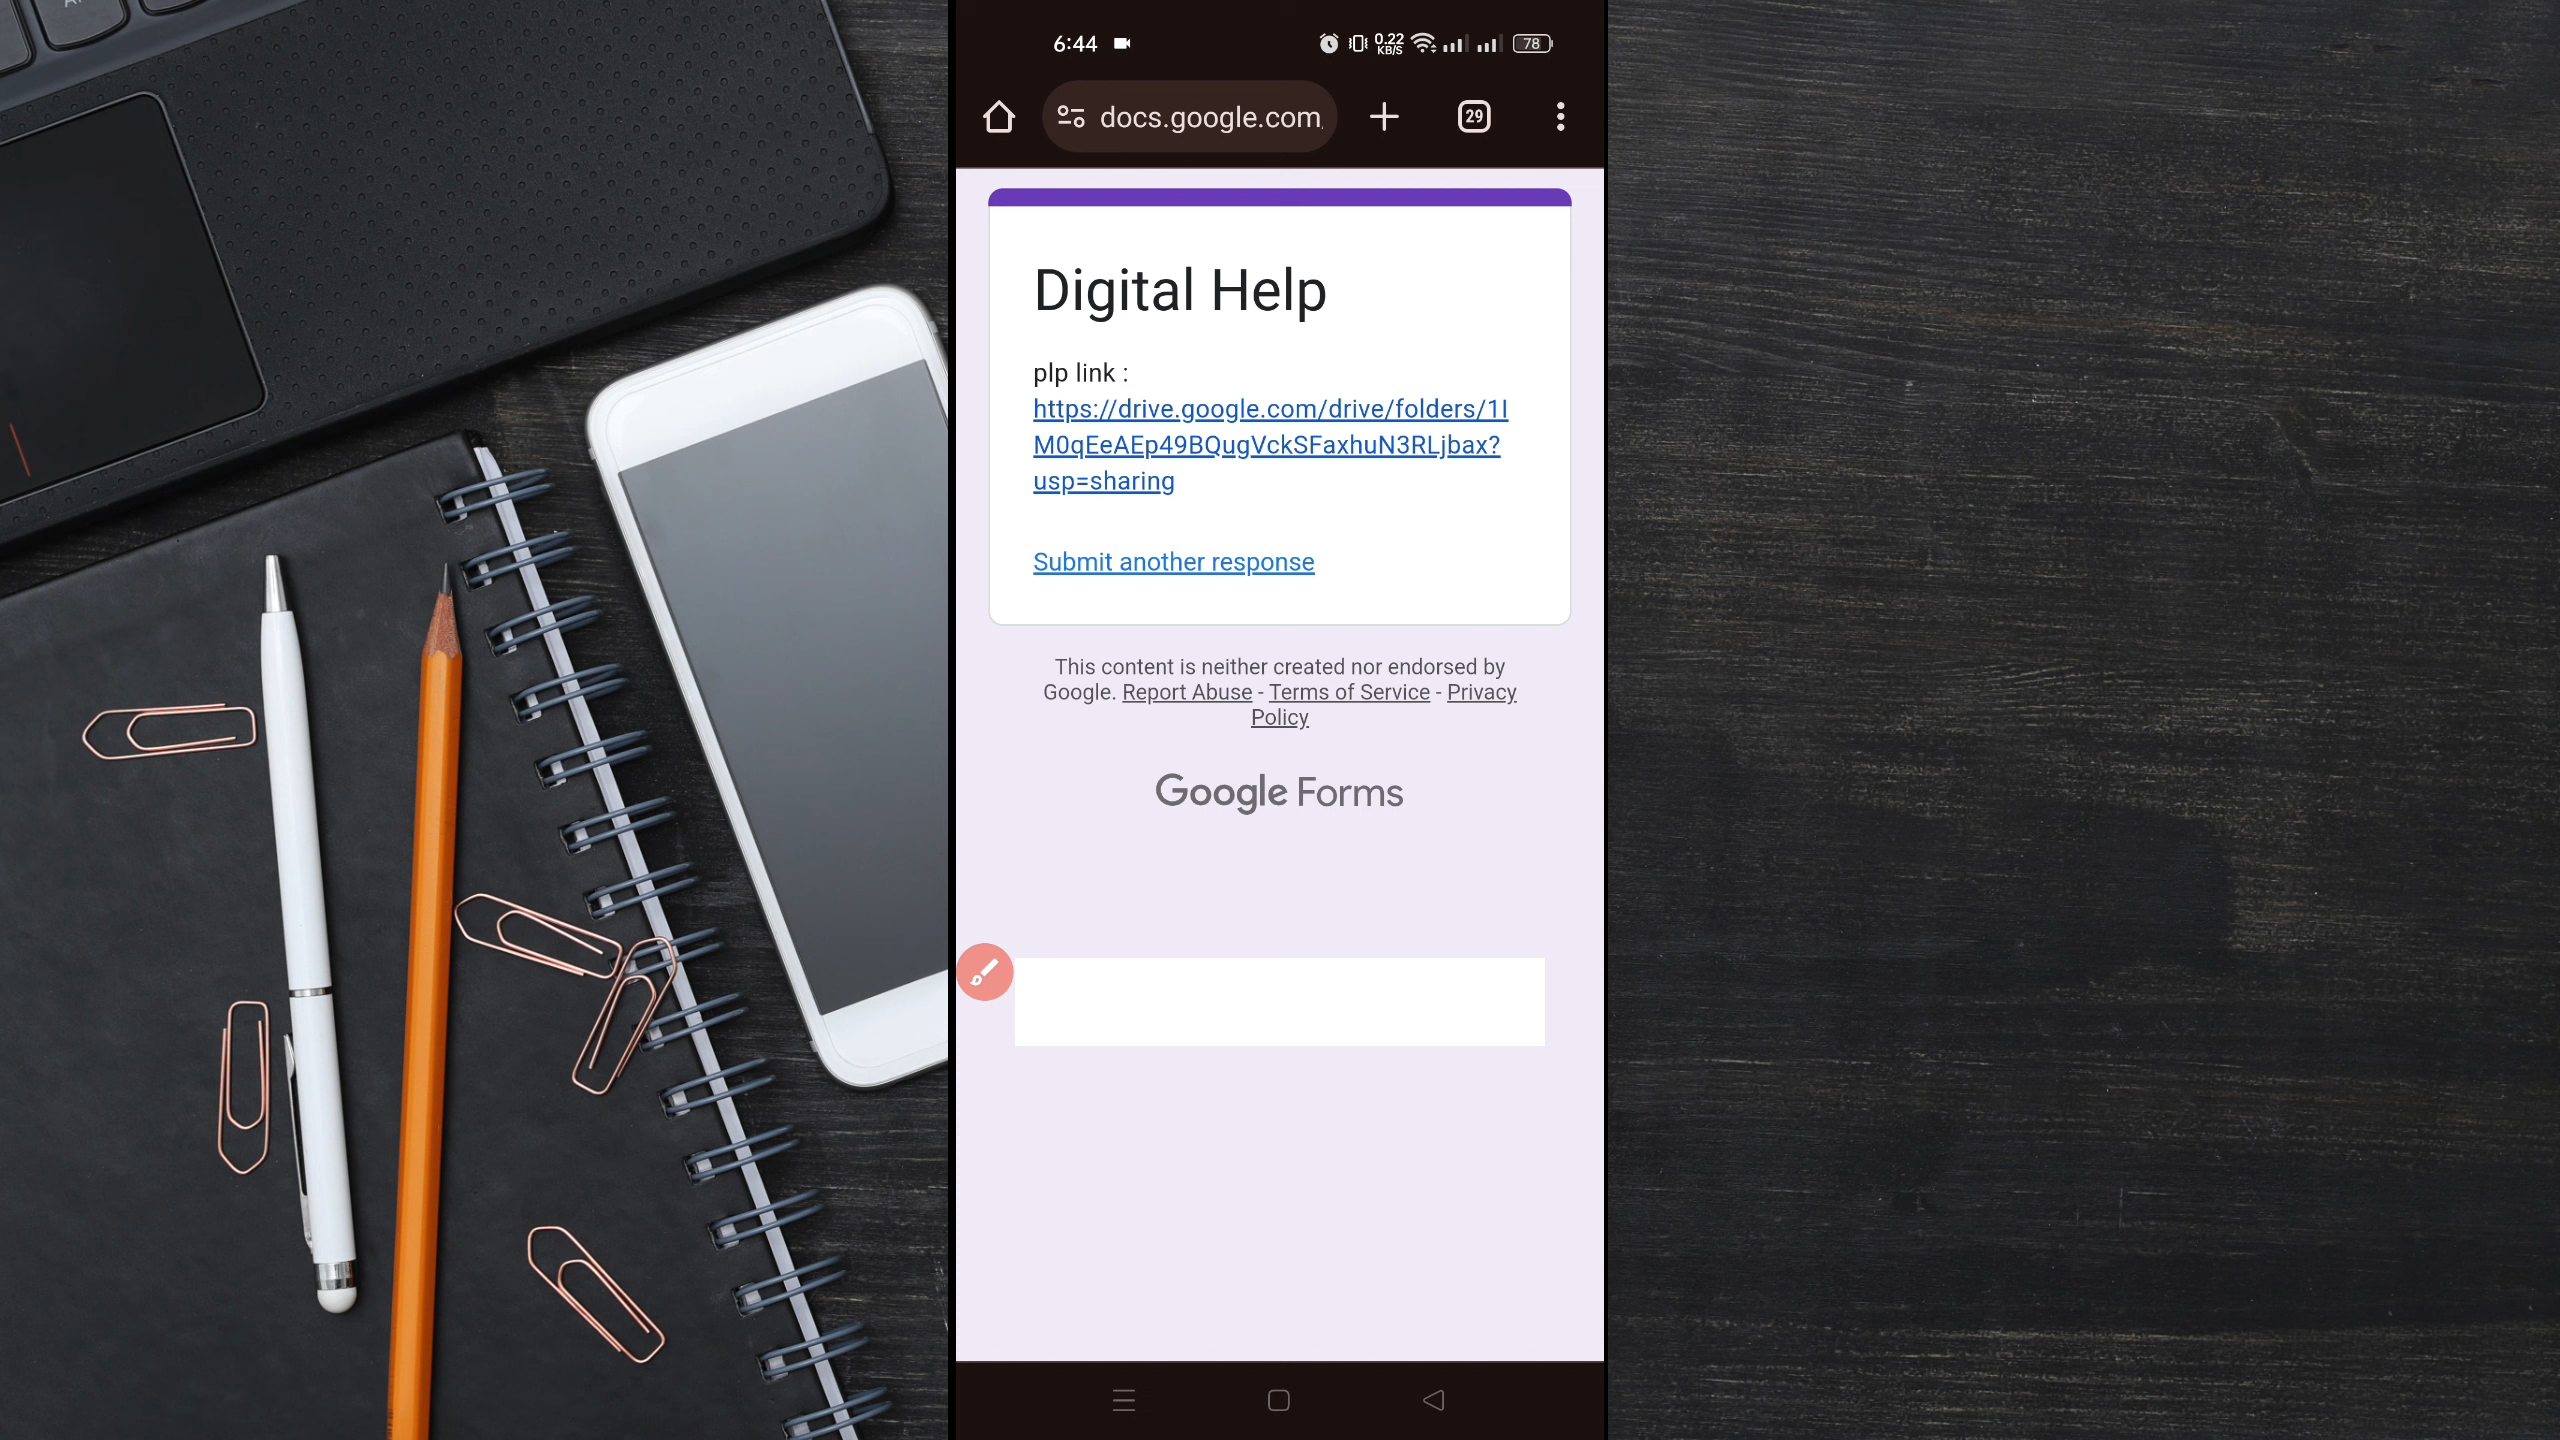 6:44
0.22
KB/S
78
docs.google.com
29
Digital Help
plp link :
https://drive.google.com/drive/folders/1I
M0qEeAEp49BQugVckSFaxhuN3RLjbax?
usp=sharing
Submit another response
This content is neither created nor endorsed by
Google. Report Abuse - Terms of Service - Privacy
Policy
Google Forms